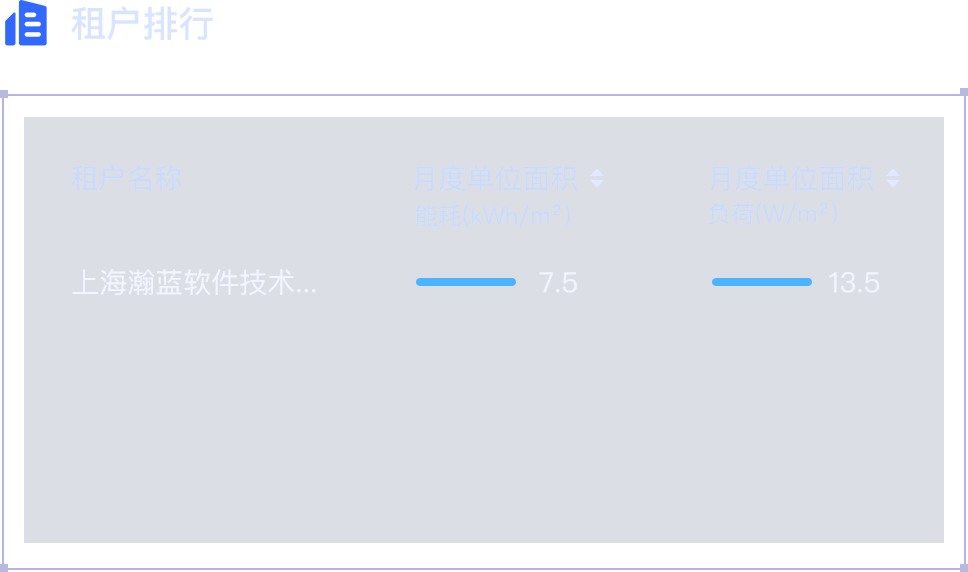 租户排行
租户名称
月度单位面积
能耗(kWh/m²)
月度单位面积
负荷(W/m²)
上海瀚蓝软件技术... 7.5 13.5